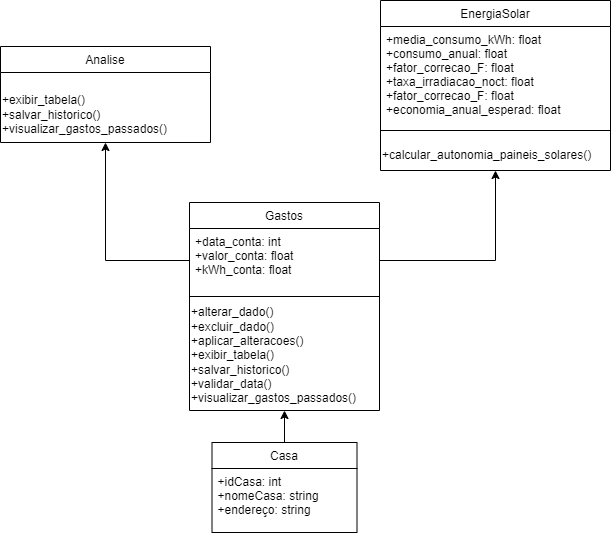 EnergiaSolar
+media_consumo_kWh: float
+consumo_anual: float
+fator_correcao_F: float
+taxa_irradiacao_noct: float
+fator_correcao_F: float
+economia_anual_esperad: float
+calcular_autonomia_paineis_solares()
Analise
+exibir_tabela()
+salvar_historico()
+visualizar_gastos_passados()
Gastos
+data_conta: int
+valor_conta: float
+kWh_conta: float
+alterar_dado()
+excluir_dado()
+aplicar_alteracoes()
+exibir_tabela()
+salvar_historico()
+validar_data()
+visualizar_gastos_passados()
Casa
+idCasa: int
+nomeCasa: string
+endereço: string